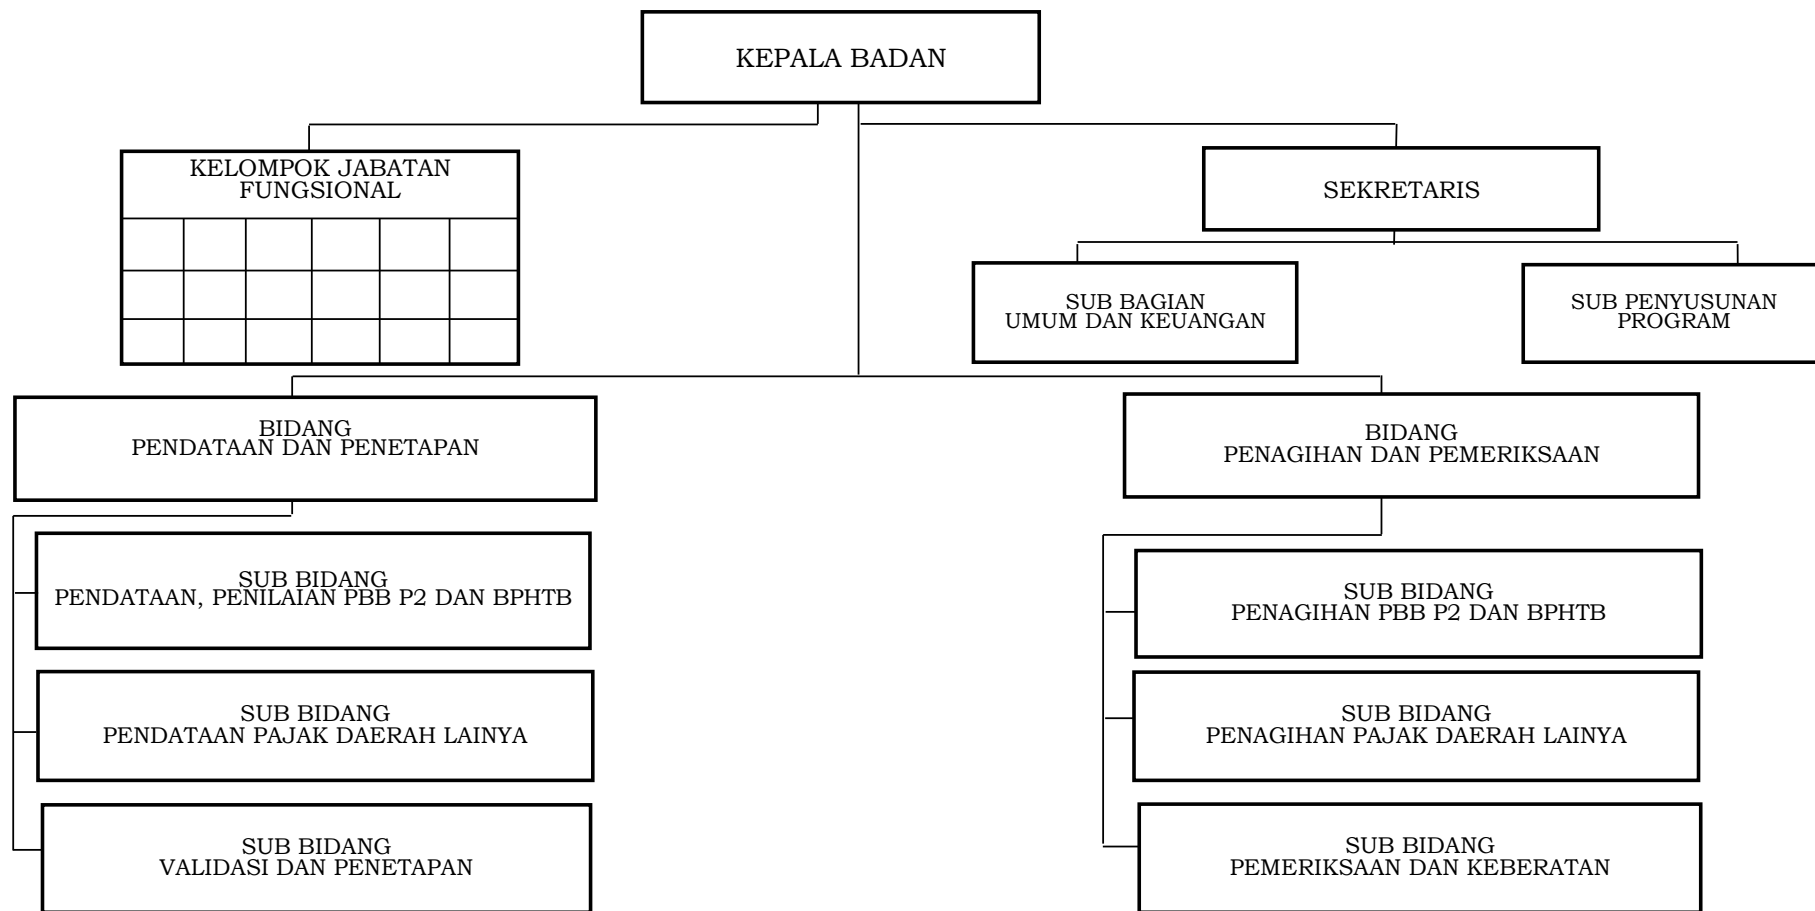 KEPALA BADAN
KELOMPOK JABATAN
FUNGSIONAL
SEKRETARIS
SUB BAGIAN
UMUM DAN KEUANGAN
SUB PENYUSUNAN
PROGRAM
BIDANG
PENDATAAN DAN PENETAPAN
BIDANG
PENAGIHAN DAN PEMERIKSAAN
SUB BIDANG
PENDATAAN, PENILAIAN PBB P2 DAN BPHTB
SUB BIDANG
PENDATAAN PAJAK DAERAH LAINYA
SUB BIDANG
VALIDASI DAN PENETAPAN
SUB BIDANG
PENAGIHAN PBB P2 DAN BPHTB
SUB BIDANG
PENAGIHAN PAJAK DAERAH LAINYA
SUB BIDANG
PEMERIKSAAN DAN KEBERATAN